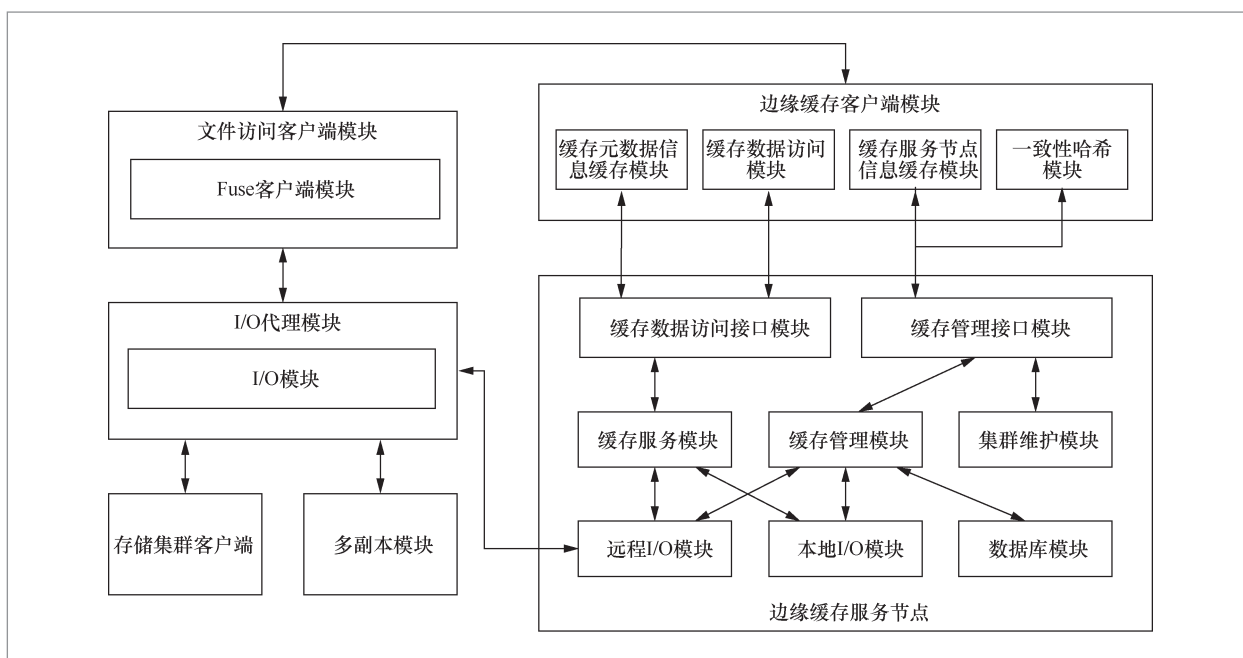 文件访问客户端模块
Fuse客户端模块
I/O代理模块
I/O模块
存储集群客户端
多副本模块
边缘缓存客户端模块
缓存元数据信
息缓存模块
缓存数据访问
模块
缓存服务节点
信息缓存模块
一致性哈希
模块
缓存数据访问接口模块
缓存管理接口模块
缓存服务模块
缓存管理模块
集群维护模块
远程I/O模块
本地I/O模块
数据库模块
边缘缓存服务节点